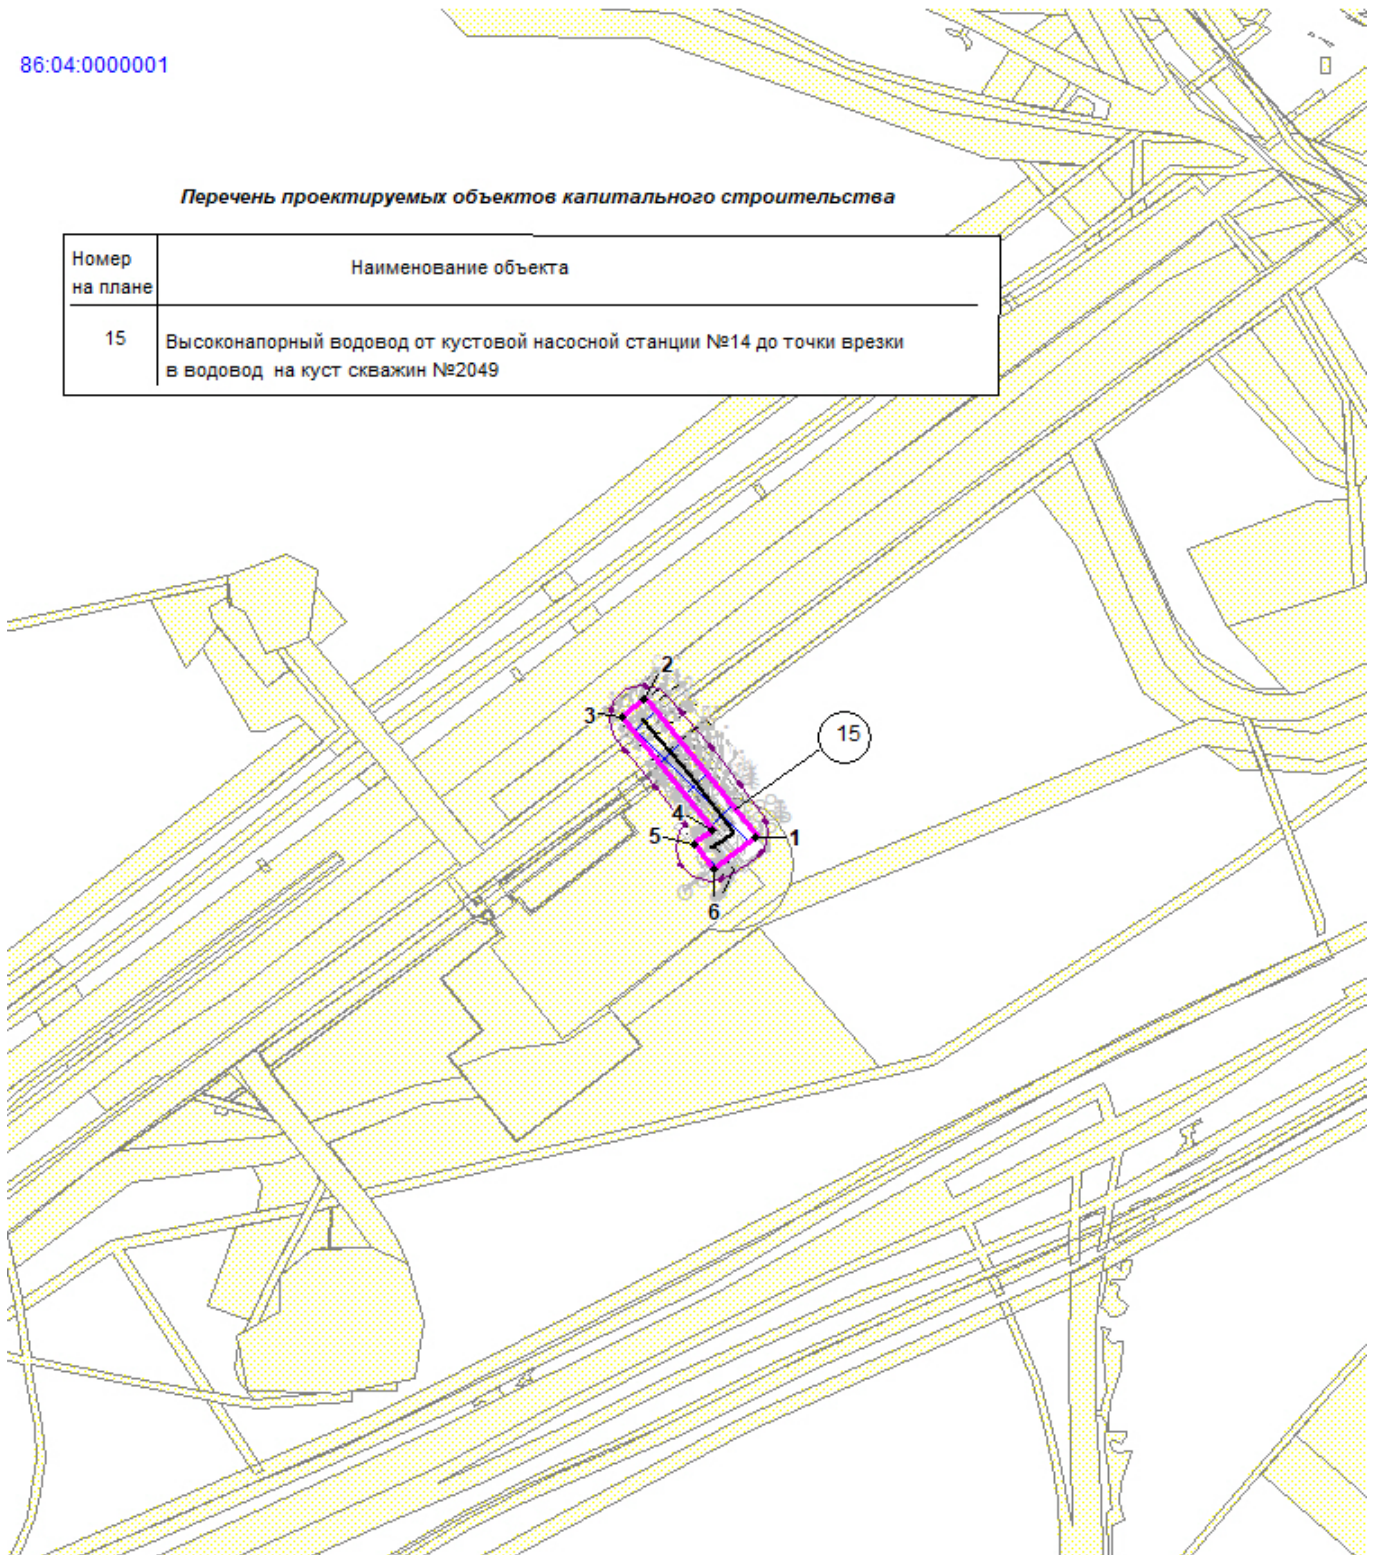 86:04:0000001
Перечень проектируемых объектов капитального строительства
Номер
на плане
Наименование объекта
15
Высоконапорный водовод от кустовой насосной станции №14 до точки врезки
в водовод на куст скважин №2049
2
3
15
4
5
1
6